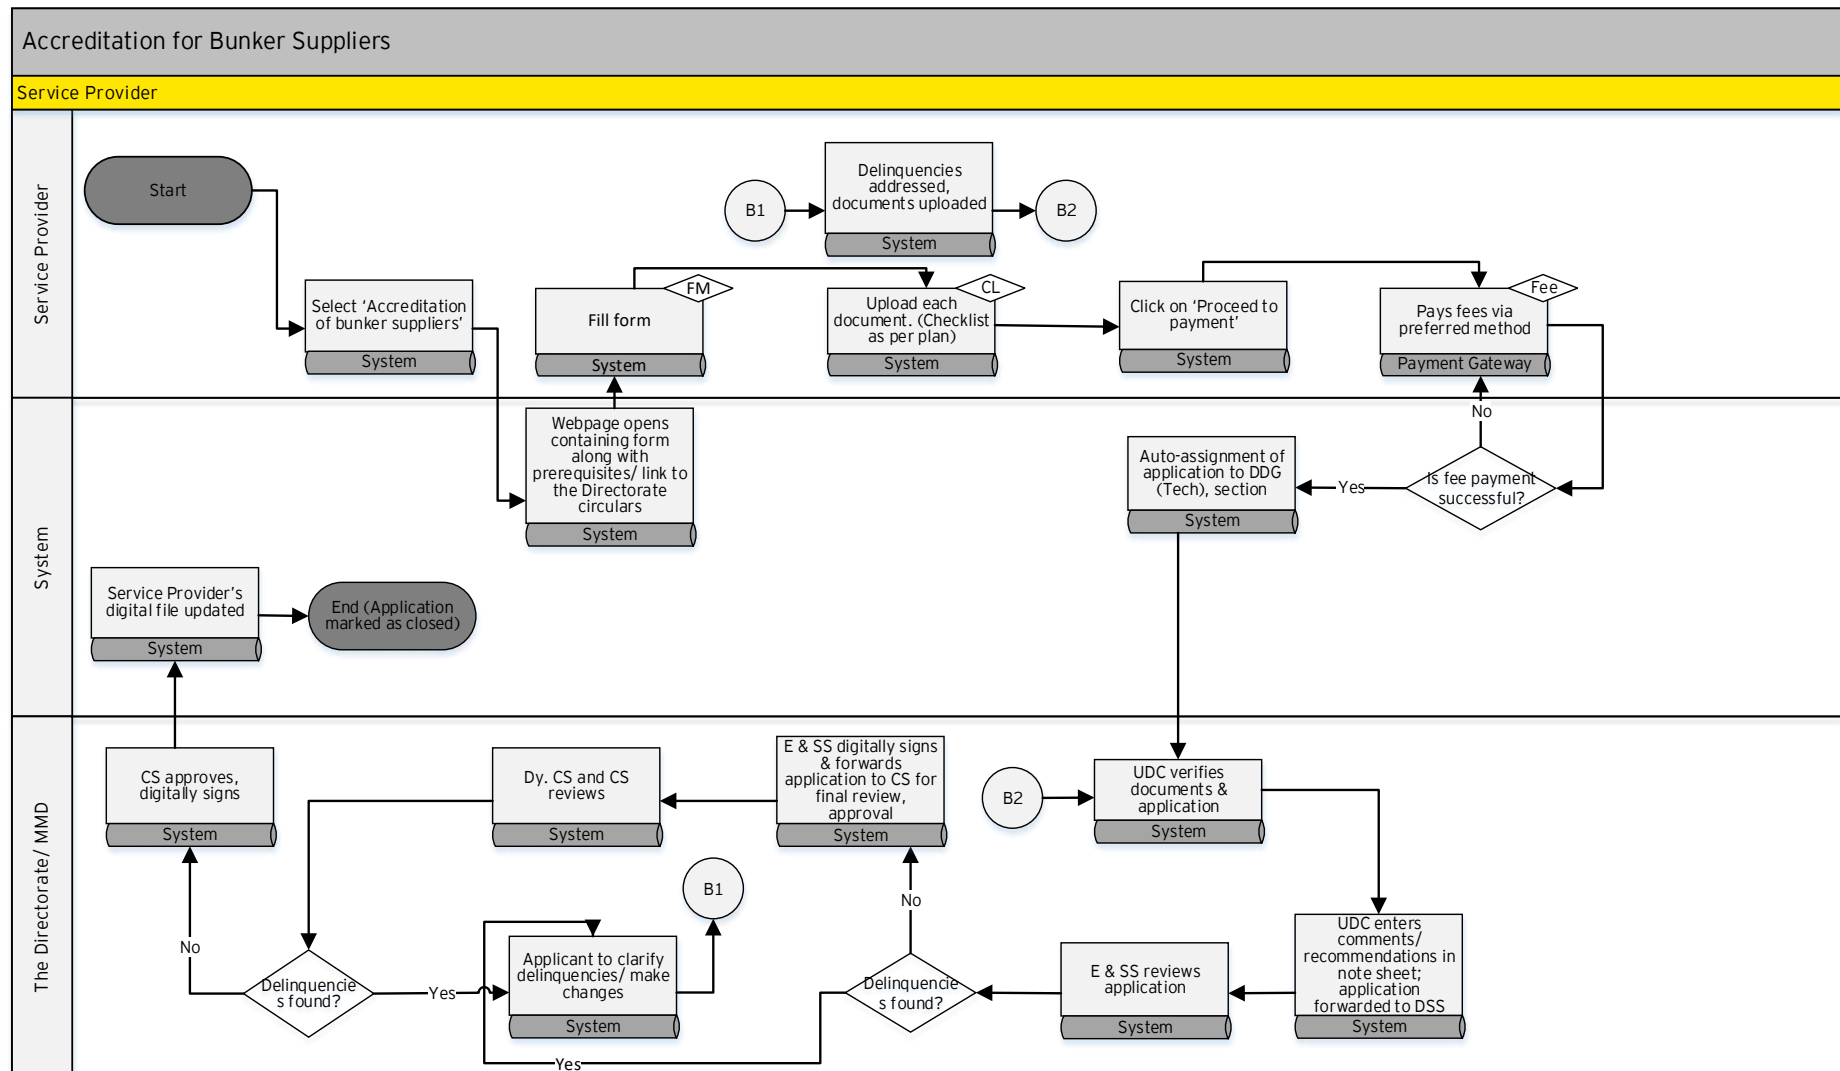 Accreditation for Bunker Suppliers
Service Provider
Service Provider
Start
B1
Delinquencies
addressed,
documents uploaded
System
B2
Select ‘Accreditation
of bunker suppliers’
System
FM
Fill form
System
CL
Upload each
document. (Checklist
as per plan)
System
Click on ‘Proceed to
payment’
System
Fee
Pays fees via
preferred method
Payment Gateway
System
Webpage opens
containing form
along with
prerequisites/ link to
the Directorate
circulars
System
No
Is fee payment
successful?
Yes
Auto-assignment of
application to DDG
(Tech), section
System
Service Provider’s
digital file updated
System
End (Application
marked as closed)
The Directorate/ MMD
CS approves,
digitally signs
System
Dy. CS and CS
reviews
System
E & SS digitally signs
& forwards
application to CS for
final review,
approval
System
B2
UDC verifies
documents &
application
System
B1
No
No
Delinquencie
s found?
Yes
Applicant to clarify
delinquencies/ make
changes
System
Delinquencie
s found?
Yes
E & SS reviews
application
System
UDC enters
comments/
recommendations in
note sheet;
application
forwarded to DSS
System